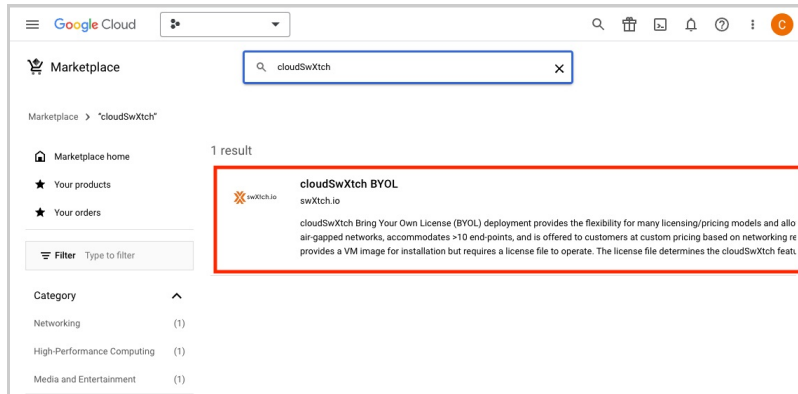 Google Cloud
C
Marketplace
cloudSwXtch
Marketplace > "cloudSwXtch"
Marketplace home
Your products
Your orders
Filter Type to filter
Category
Networking (1)
High-Performance Computing (1)
Media and Entertainment (1)
1 result
swXtch.io
cloudSwXtch BYOL
swXtch.io
cloudSwXtch Bring Your Own License (BYOL) deployment provides the flexibility for many licensing/pricing models and allo
air-gapped networks, accommodates >10 end-points, and is offered to customers at custom pricing based on networking re
provides a VM image for installation but requires a license file to operate. The license file determines the cloudSwXtch featu